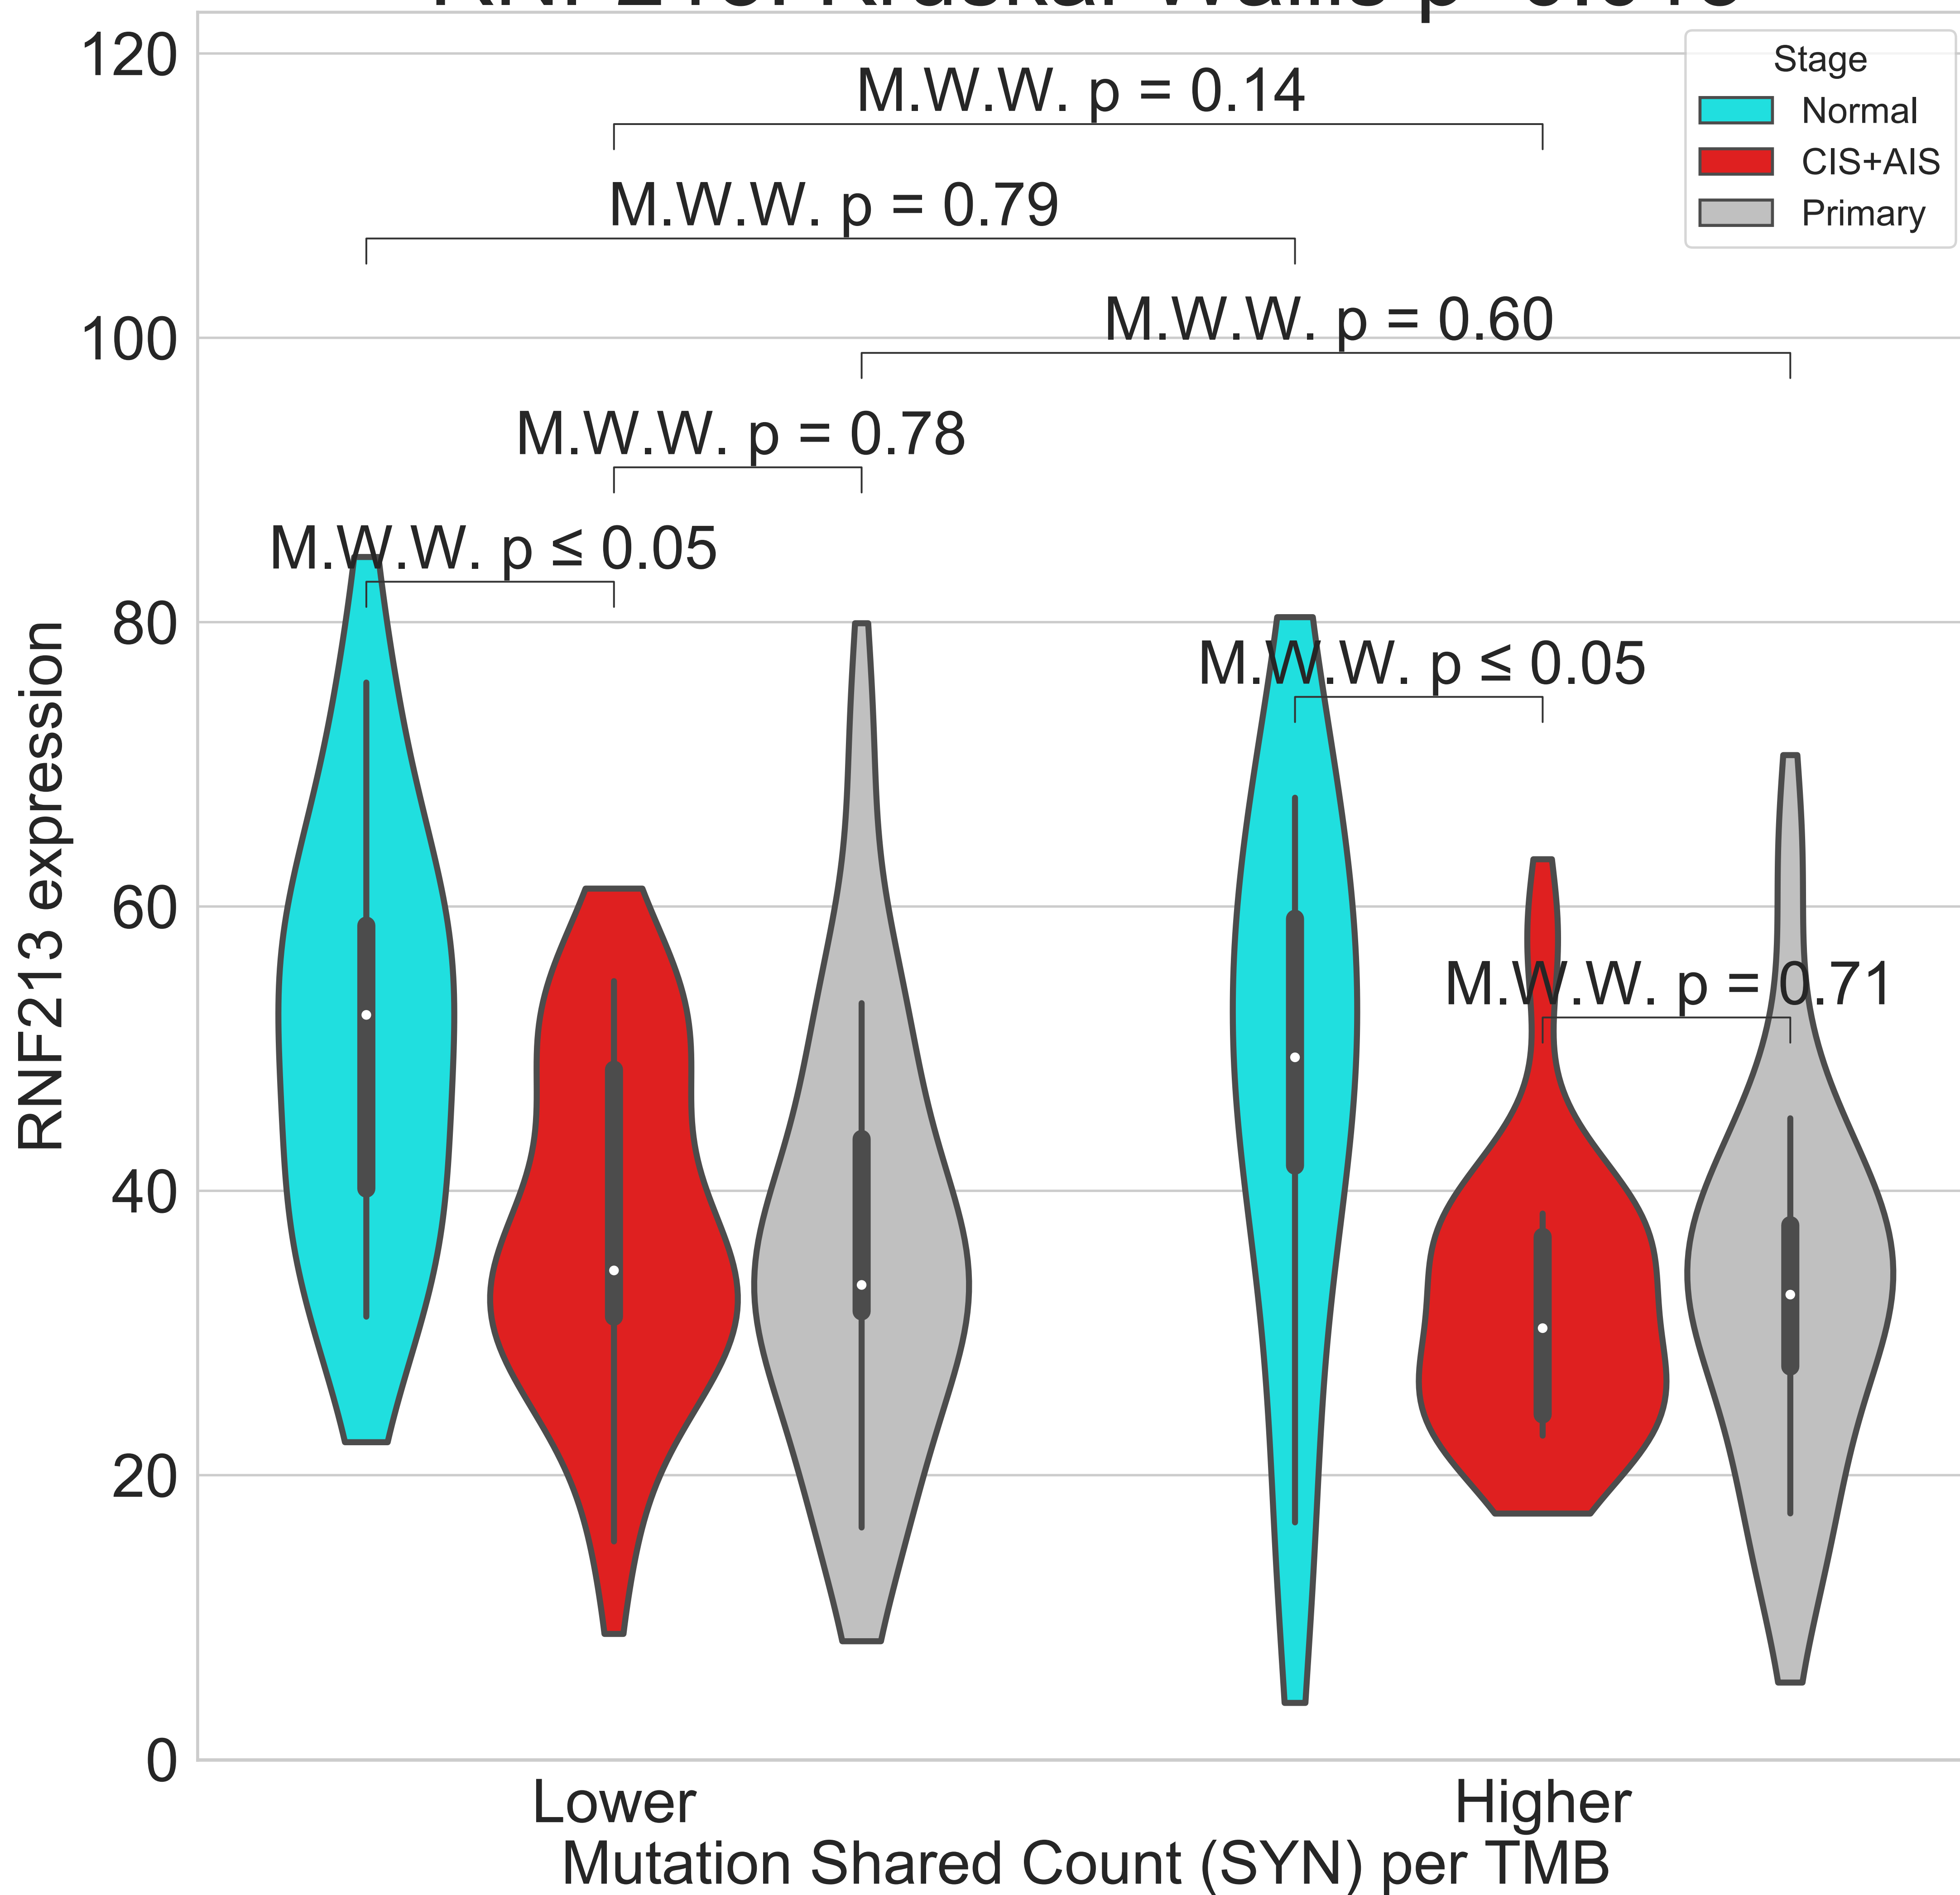 120
100
80
60
40
20
0
RNF213 expression
M.W.W. p = 0.14
M.W.W. p = 0.79
M.W.W. p = 0.60
M.W.W. p = 0.78
M.W.W. p ≤ 0.05
M.W.W. p ≤ 0.05
M.W.W. p = 0.71
Stage
Normal
CIS+AIS
Primary
Lower
Higher
Mutation Shared Count (SYN) per TMB